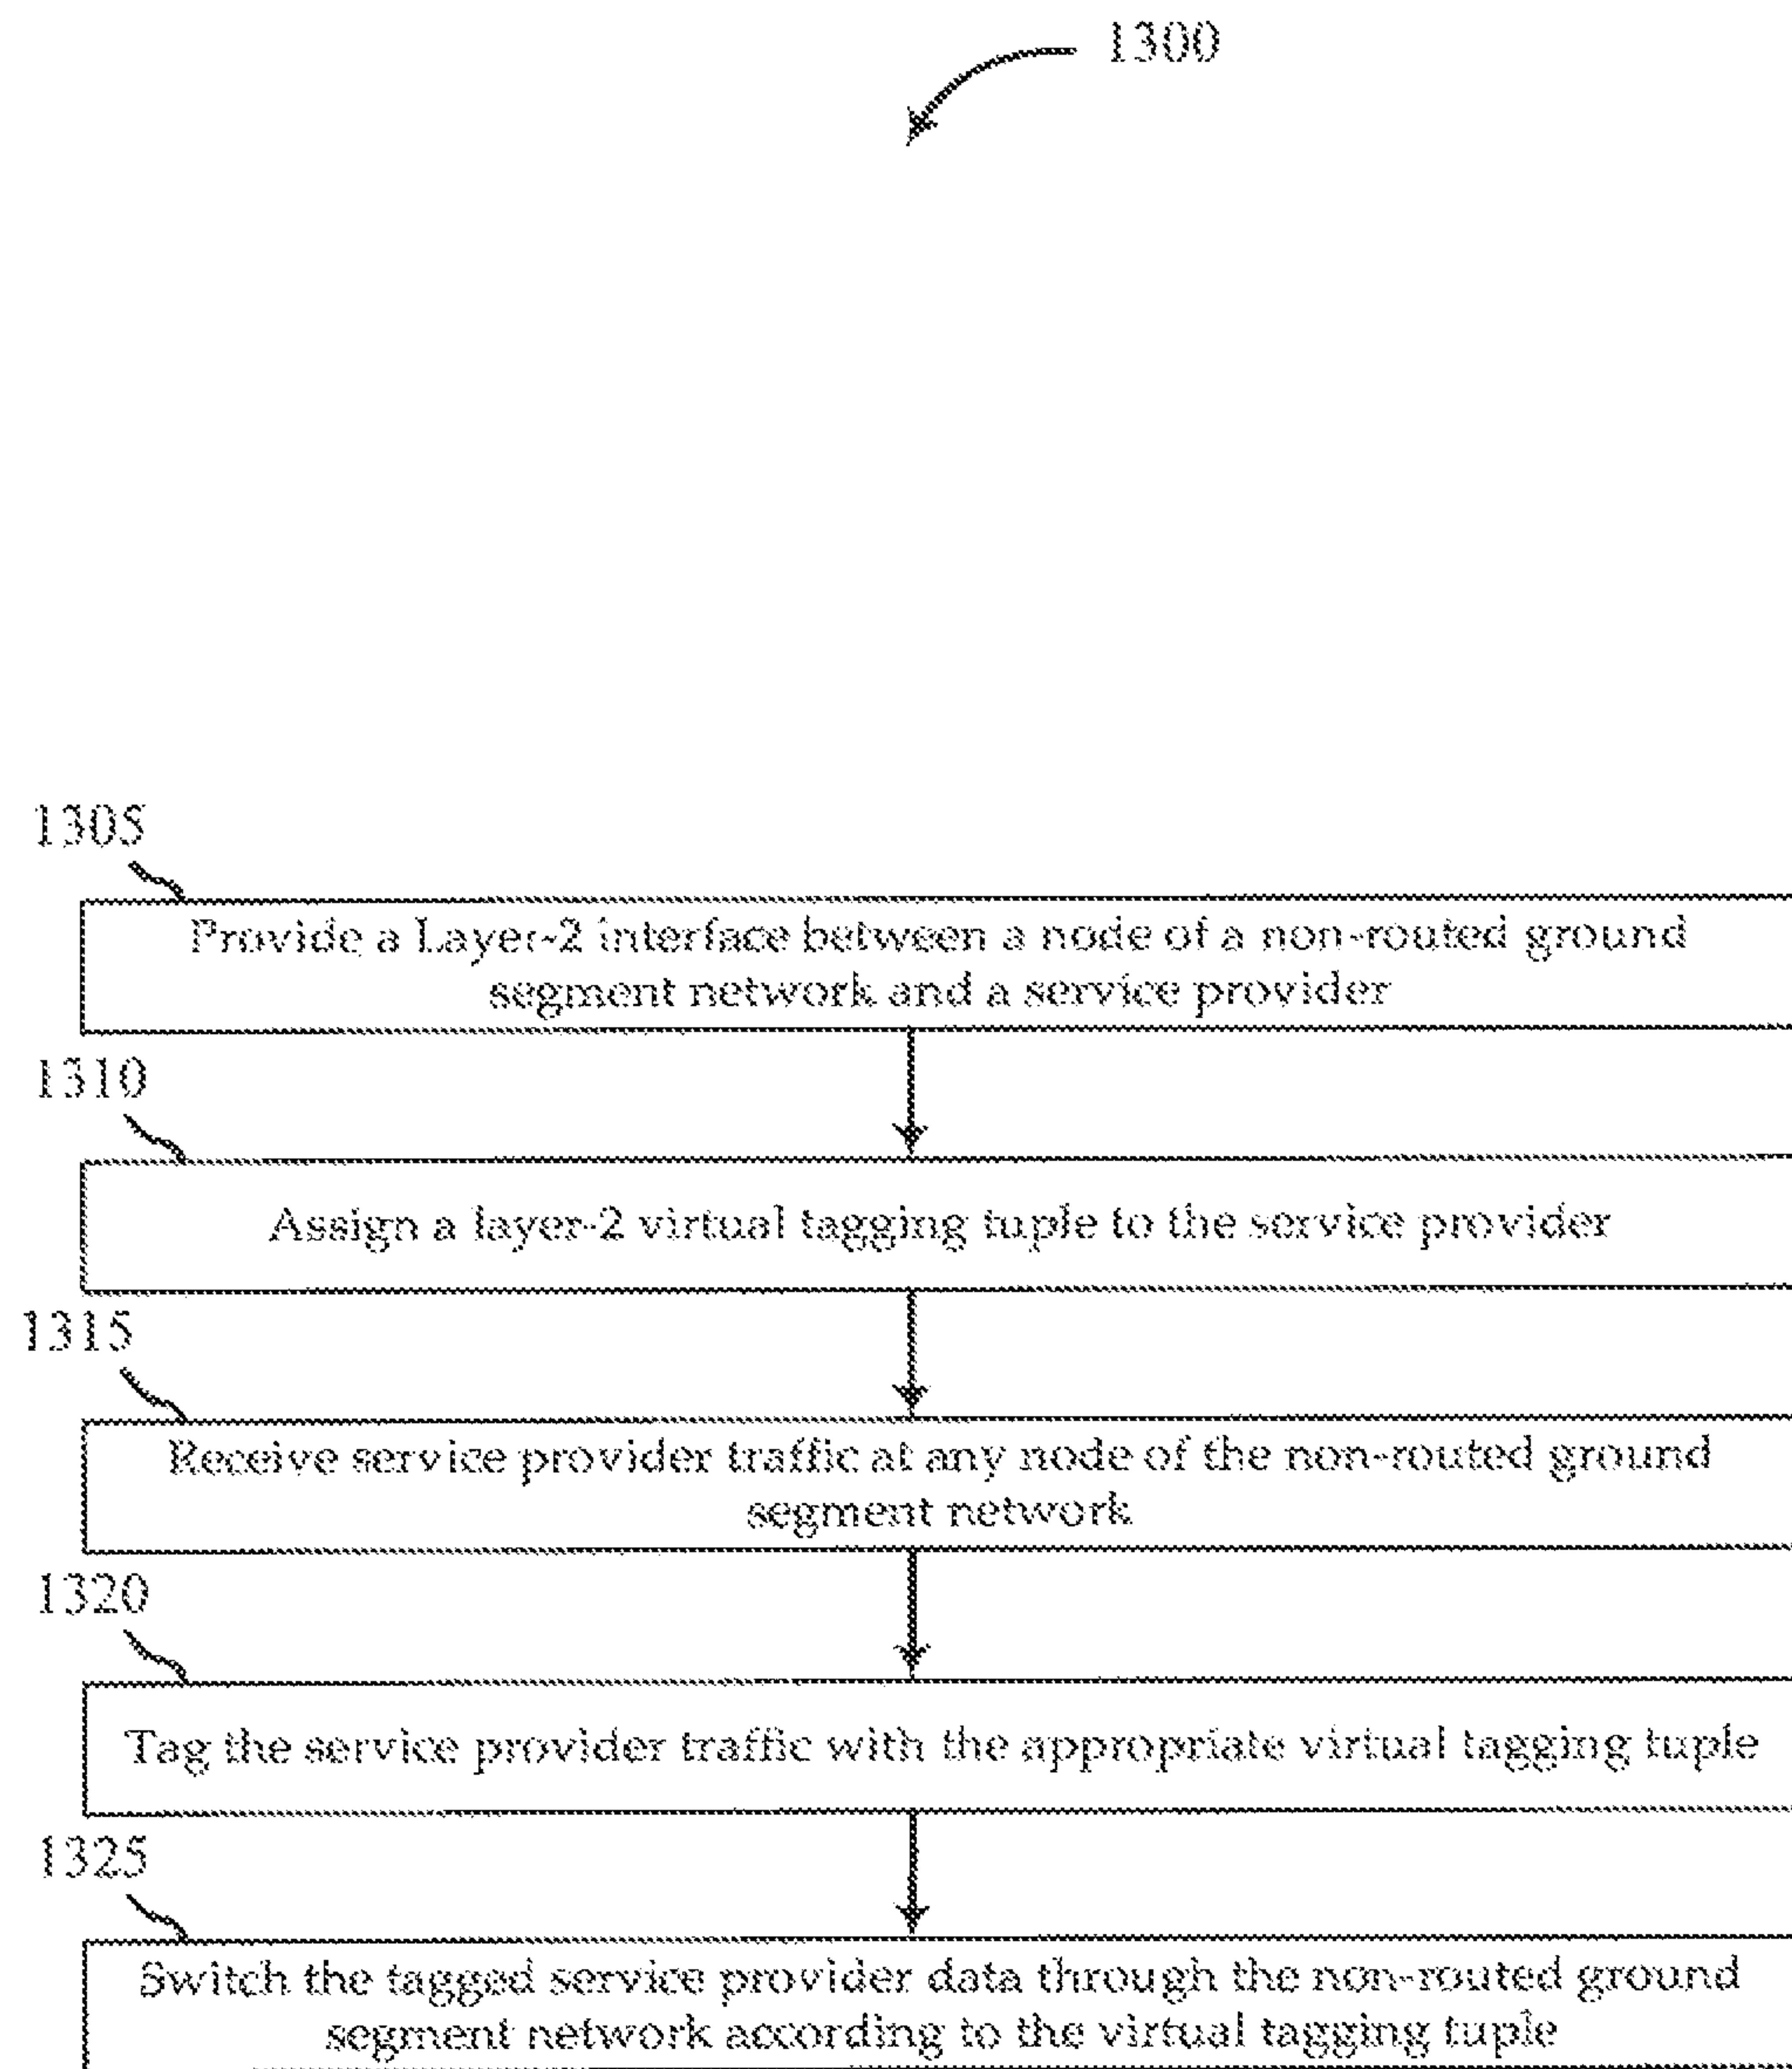 1300
1305
Provide a Layer-2 interface between a node of a non-routed ground
segment network and a service provider
1310
Assign a layer-2 virtual tagging tuple to the service provider
1315
Receive service provider traffic at any node of the non-routed ground
segment network
1320
Tag the service provider traffic with the appropriate virtual tagging tuple
1325
Switch the tagged service provider data through the non-routed ground
segment network according to the virtual tagging tuple